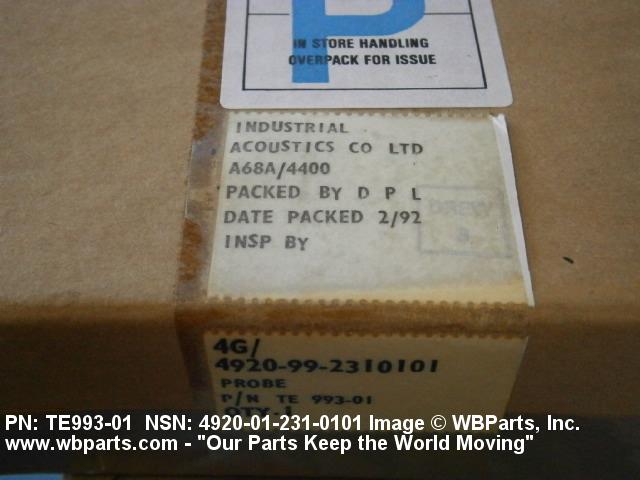 P
IN STORE HANDLING
OVERPACK FOR ISSUE
INDUSTRIAL
ACOUSTICS CO LTD
A68A/4400
PACKED BY D P L
DATE PACKED 2/92
INSP BY
4G/
4920-99-2310101
PROBE
P/N TE 993-01
QTY.1
PN: TE993-01 NSN: 4920-01-231-0101 Image © WBParts, Inc.
www.wbparts.com - "Our Parts Keep the World Moving"